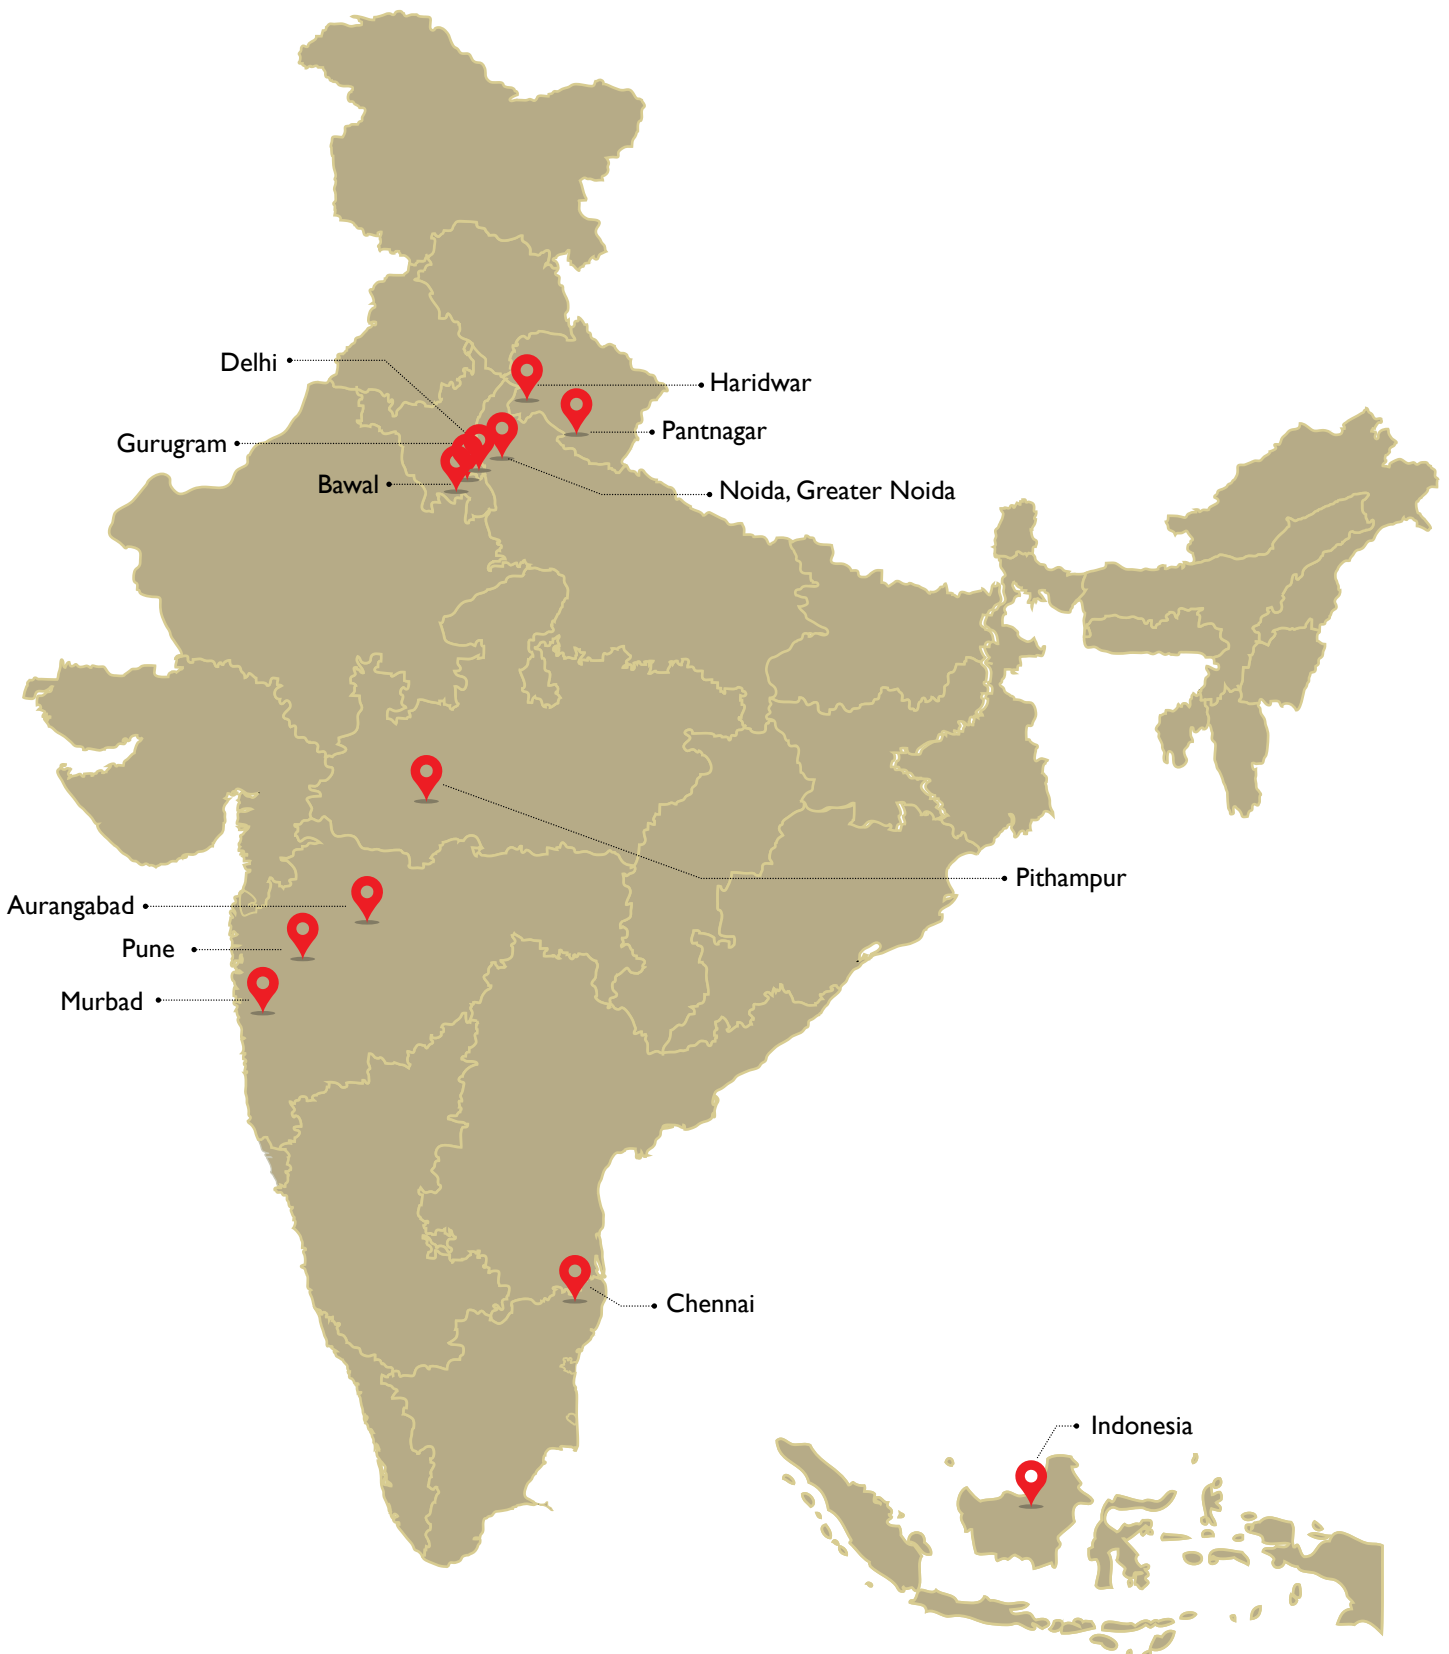 Delhi
Haridwar
Pantnagar
Gurugram
Bawal
Noida, Greater Noida
Pithampur
Aurangabad
Pune
Murbad
Chennai
Indonesia